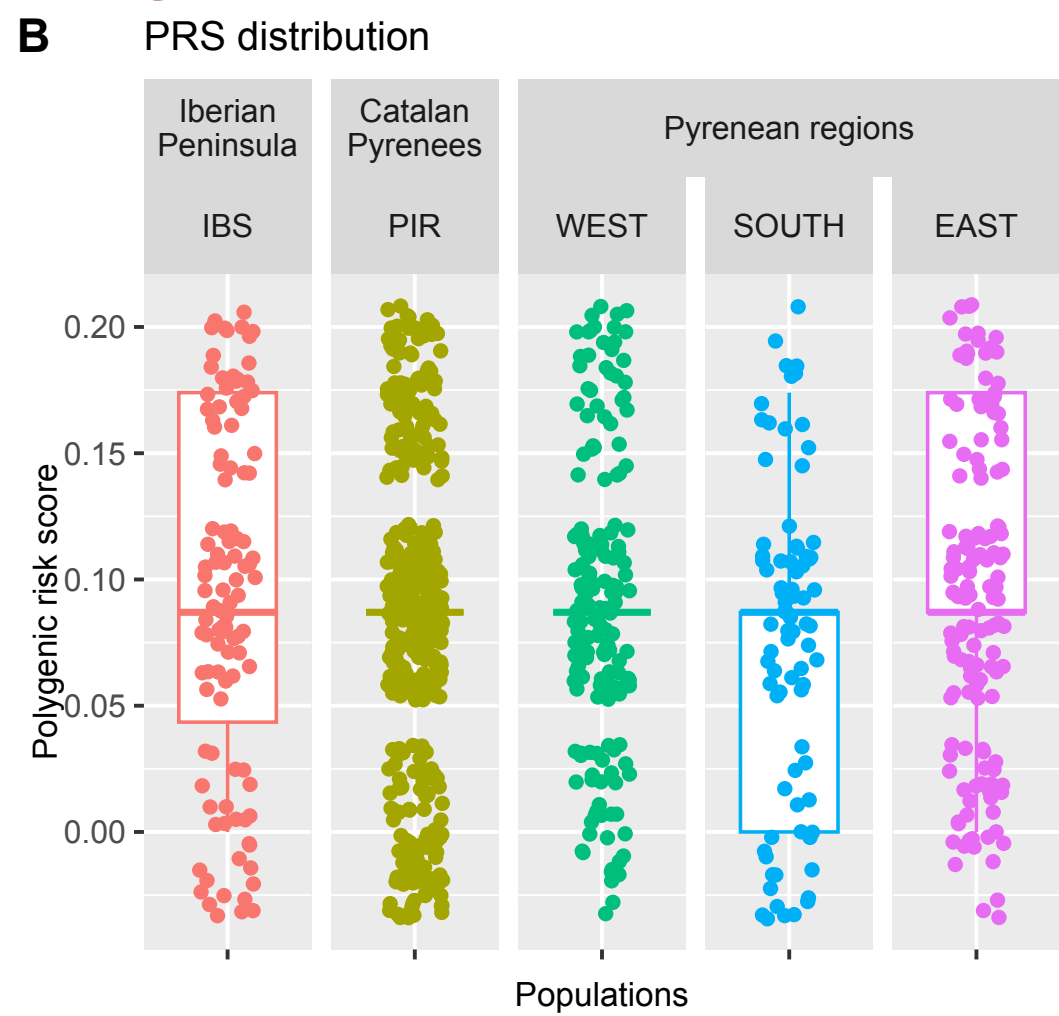 B PRS distribution
Iberian
Peninsula
Catalan
Pyrenees
Pyrenean regions
IBS
PIR
WEST
SOUTH
EAST
Polygenic risk score
0.20
0.15
0.10
0.05
0.00
Populations